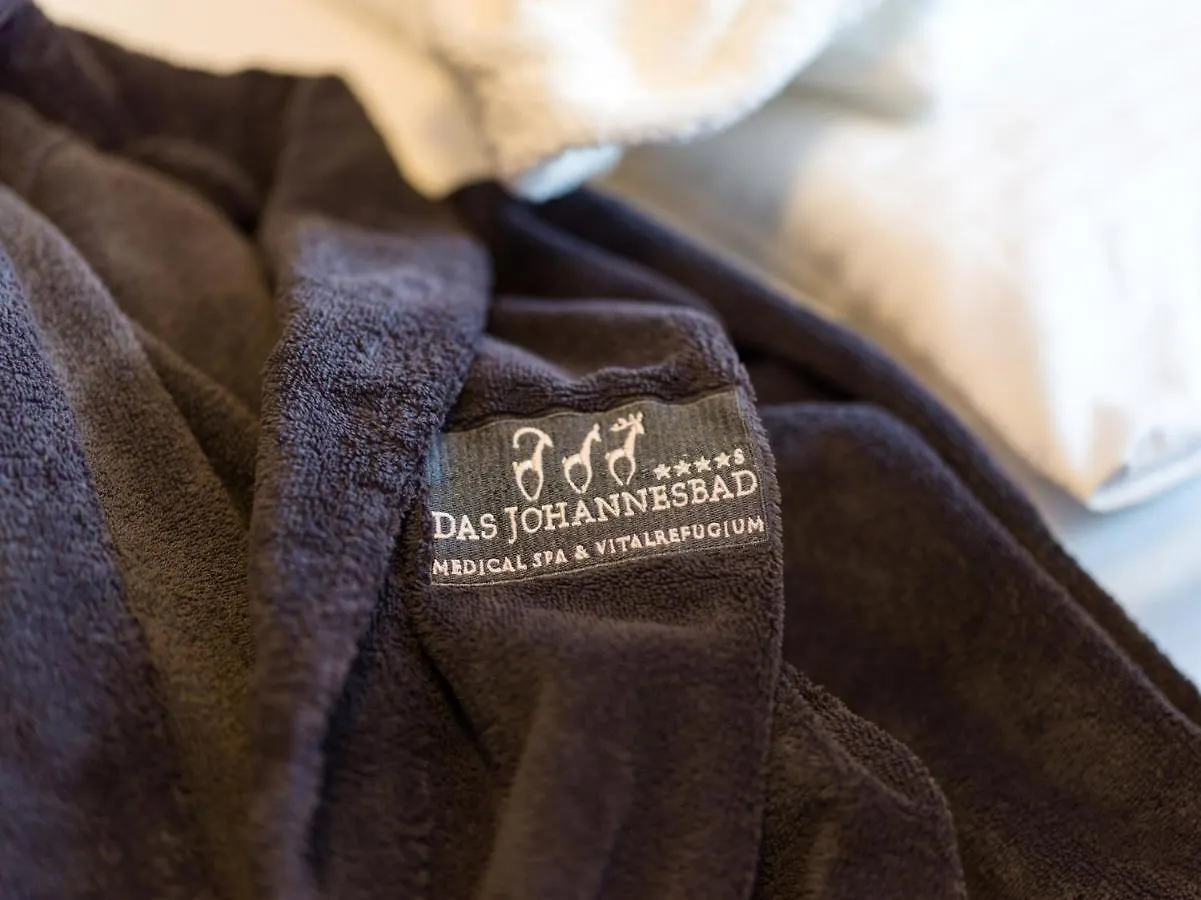 ★★★★S
DAS JOHANNESBAD
MEDICAL SPA & VITALREFUGIUM